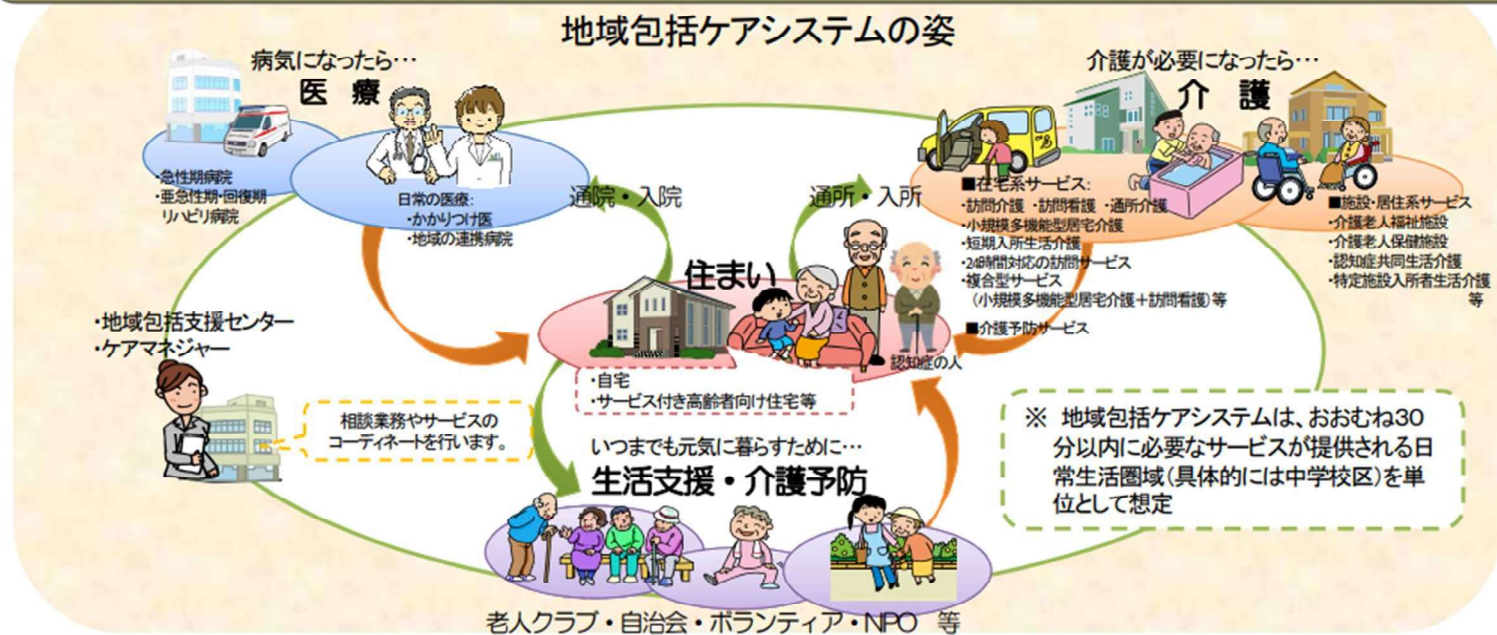 地域包括ケアシステムの姿
病気になったら…
医 療
・急性期病院
・亜急性期・回復期
リハビリ病院
日常の医療:
・かかりつけ医
・地域の連携病院
通院・入院
通所・入所
介護が必要になったら…
介 護
■在宅系サービス:
・訪問介護 ・訪問看護 ・通所介護
・小規模多機能型居宅介護
・短期入所生活介護
・24時間対応の訪問サービス
・複合型サービス
(小規模多機能型居宅介護+訪問看護)等
■介護予防サービス
■施設・居住系サービス
・介護老人福祉施設
・介護老人保健施設
・認知症共同生活介護
・特定施設入所者生活介護
等
住まい
認知症の人
・自宅
・サービス付き高齢者向け住宅等
・地域包括支援センター
・ケアマネジャー
相談業務やサービスの
コーディネートを行います。
いつまでも元気に暮らすために…
生活支援・介護予防
老人クラブ・自治会・ボランティア・NPO 等
※ 地域包括ケアシステムは、おおむね30
分以内に必要なサービスが提供される日
常生活圏域(具体的には中学校区)を単
位として想定